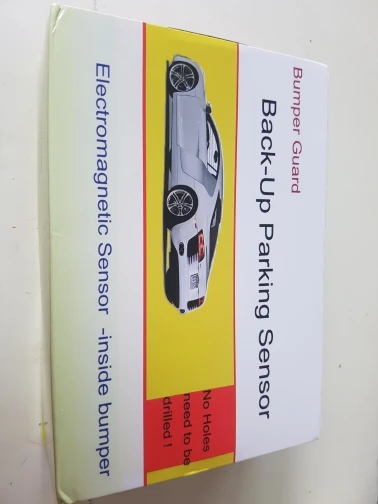 Bumper Guard
Back-Up Parking Sensor
No Holes
need to be
drilled !
Electromagnetic Sensor -inside bumper